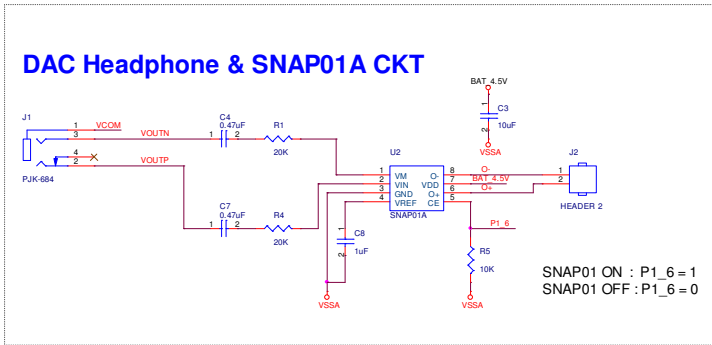 DAC Headphone & SNAP01A CKT
BAT_4.5V
J1
1 VCOM
3 VOUTN
4
2 VOUTP
PJK-684
C4
0.47uF
1 2
R1
20K
C7
0.47uF
1 2
R4
20K
1
C3
10uF
2
VSSA
U2
1 VM O- 8 O-
2 VIN VDD 7 BAT_4.5V
3 GND O+ 6 O+
4 VREF CE 5
SNAP01A
J2
1
2
HEADER 2
P1_6
1
C8
1uF
2
VSSA
R5
10K
VSSA
SNAP01 ON : P1_6 = 1
SNAP01 OFF : P1_6 = 0